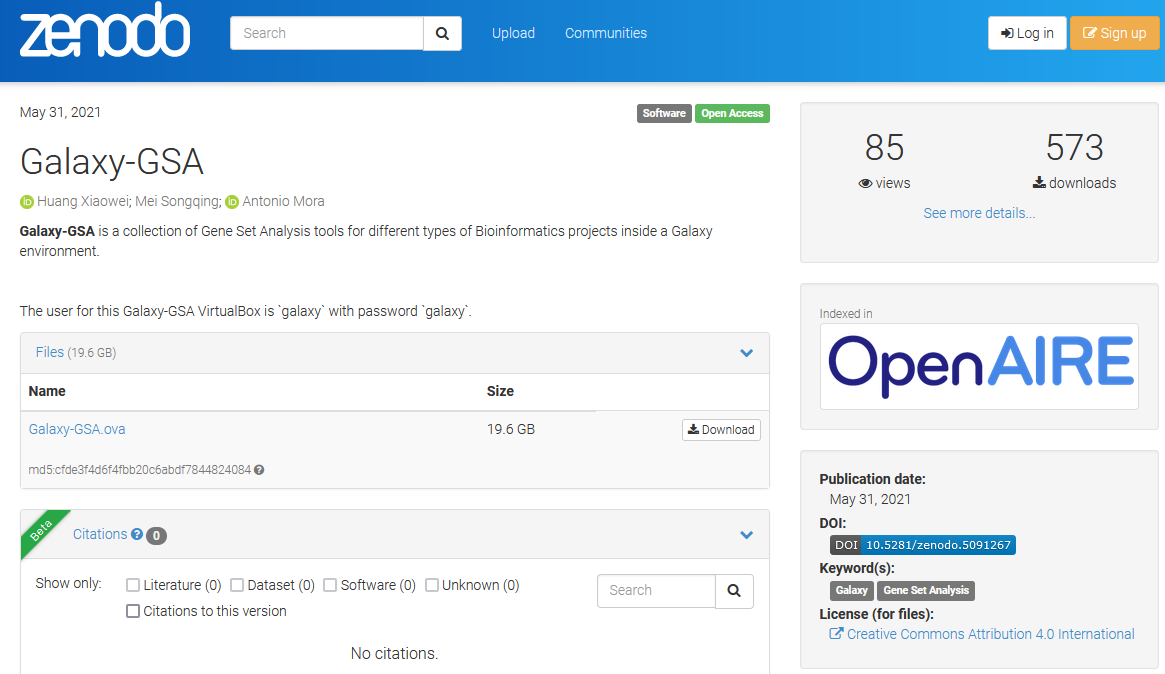 zenodo
Search
Upload
Communities
Log in
Sign up
May 31, 2021
Software
Open Access
Galaxy-GSA
iD Huang Xiaowei; Mei Songqing; iD Antonio Mora
Galaxy-GSA is a collection of Gene Set Analysis tools for different types of Bioinformatics projects inside a Galaxy
environment.
The user for this Galaxy-GSA VirtualBox is `galaxy` with password `galaxy`.
Files (19.6 GB)
Name Size
Galaxy-GSA.ova 19.6 GB Download
md5:cfde3f4d6f4fbb20c6abdf7844824084 ?
Beta
Citations ? 0
Show only: Literature (0) Dataset (0) Software (0) Unknown (0)
Citations to this version
Search
No citations.
85 573
views downloads
See more details...
Indexed in
OpenAIRE
Publication date:
May 31, 2021
DOI:
DOI 10.5281/zenodo.5091267
Keyword(s):
Galaxy Gene Set Analysis
License (for files):
Creative Commons Attribution 4.0 International